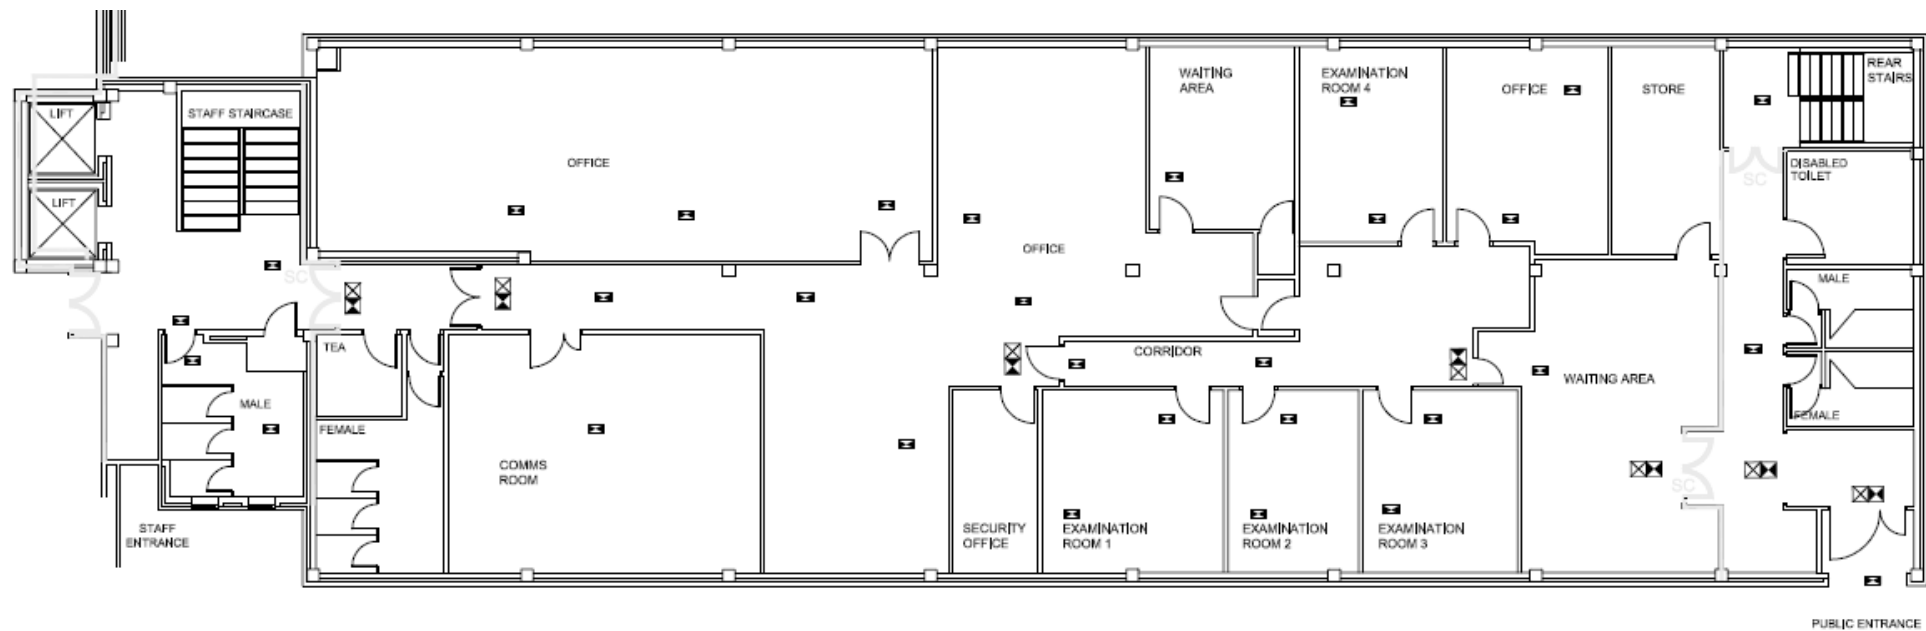 LIFT
STAFF STAIRCASE
LIFT
SC
OFFICE
OFFICE
WAITING
AREA
EXAMINATION
ROOM 4
OFFICE
STORE
REAR
STAIRS
SC
DISABLED
TOILET
MALE
FEMALE
WAITING AREA
SC
CORRIDOR
TEA
MALE
FEMALE
COMMS
ROOM
STAFF
ENTRANCE
SECURITY
OFFICE
EXAMINATION
ROOM 1
EXAMINATION
ROOM 2
EXAMINATION
ROOM 3
PUBLIC ENTRANCE